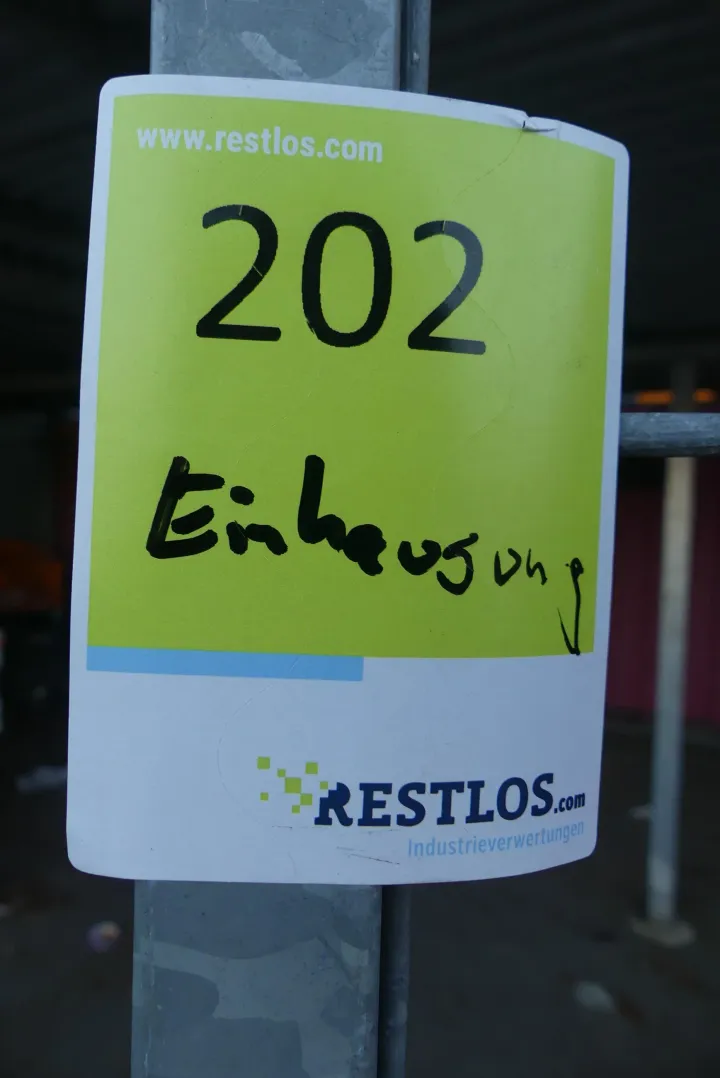 www.restlos.com
202
Einhausung
RESTLOS.com
Industrieverwertungen